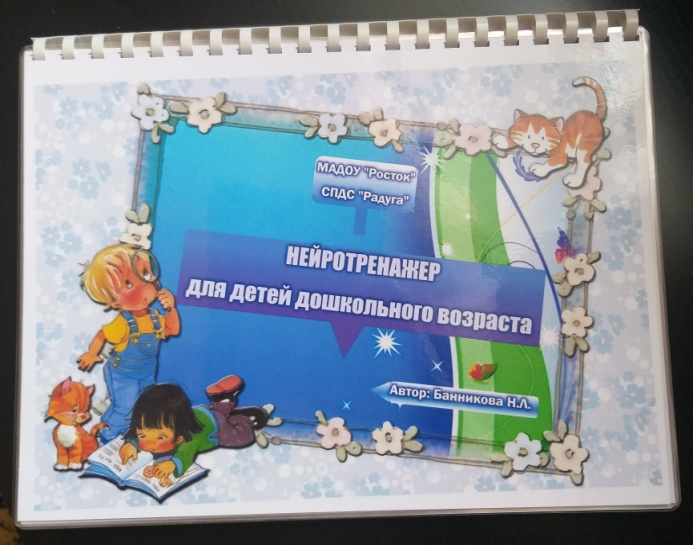 МАДОУ "Росток"
СПДС "Радуга"
НЕЙРОТРЕНАЖЕР
для детей дошкольного возраста
Автор: Банникова Н.Л.